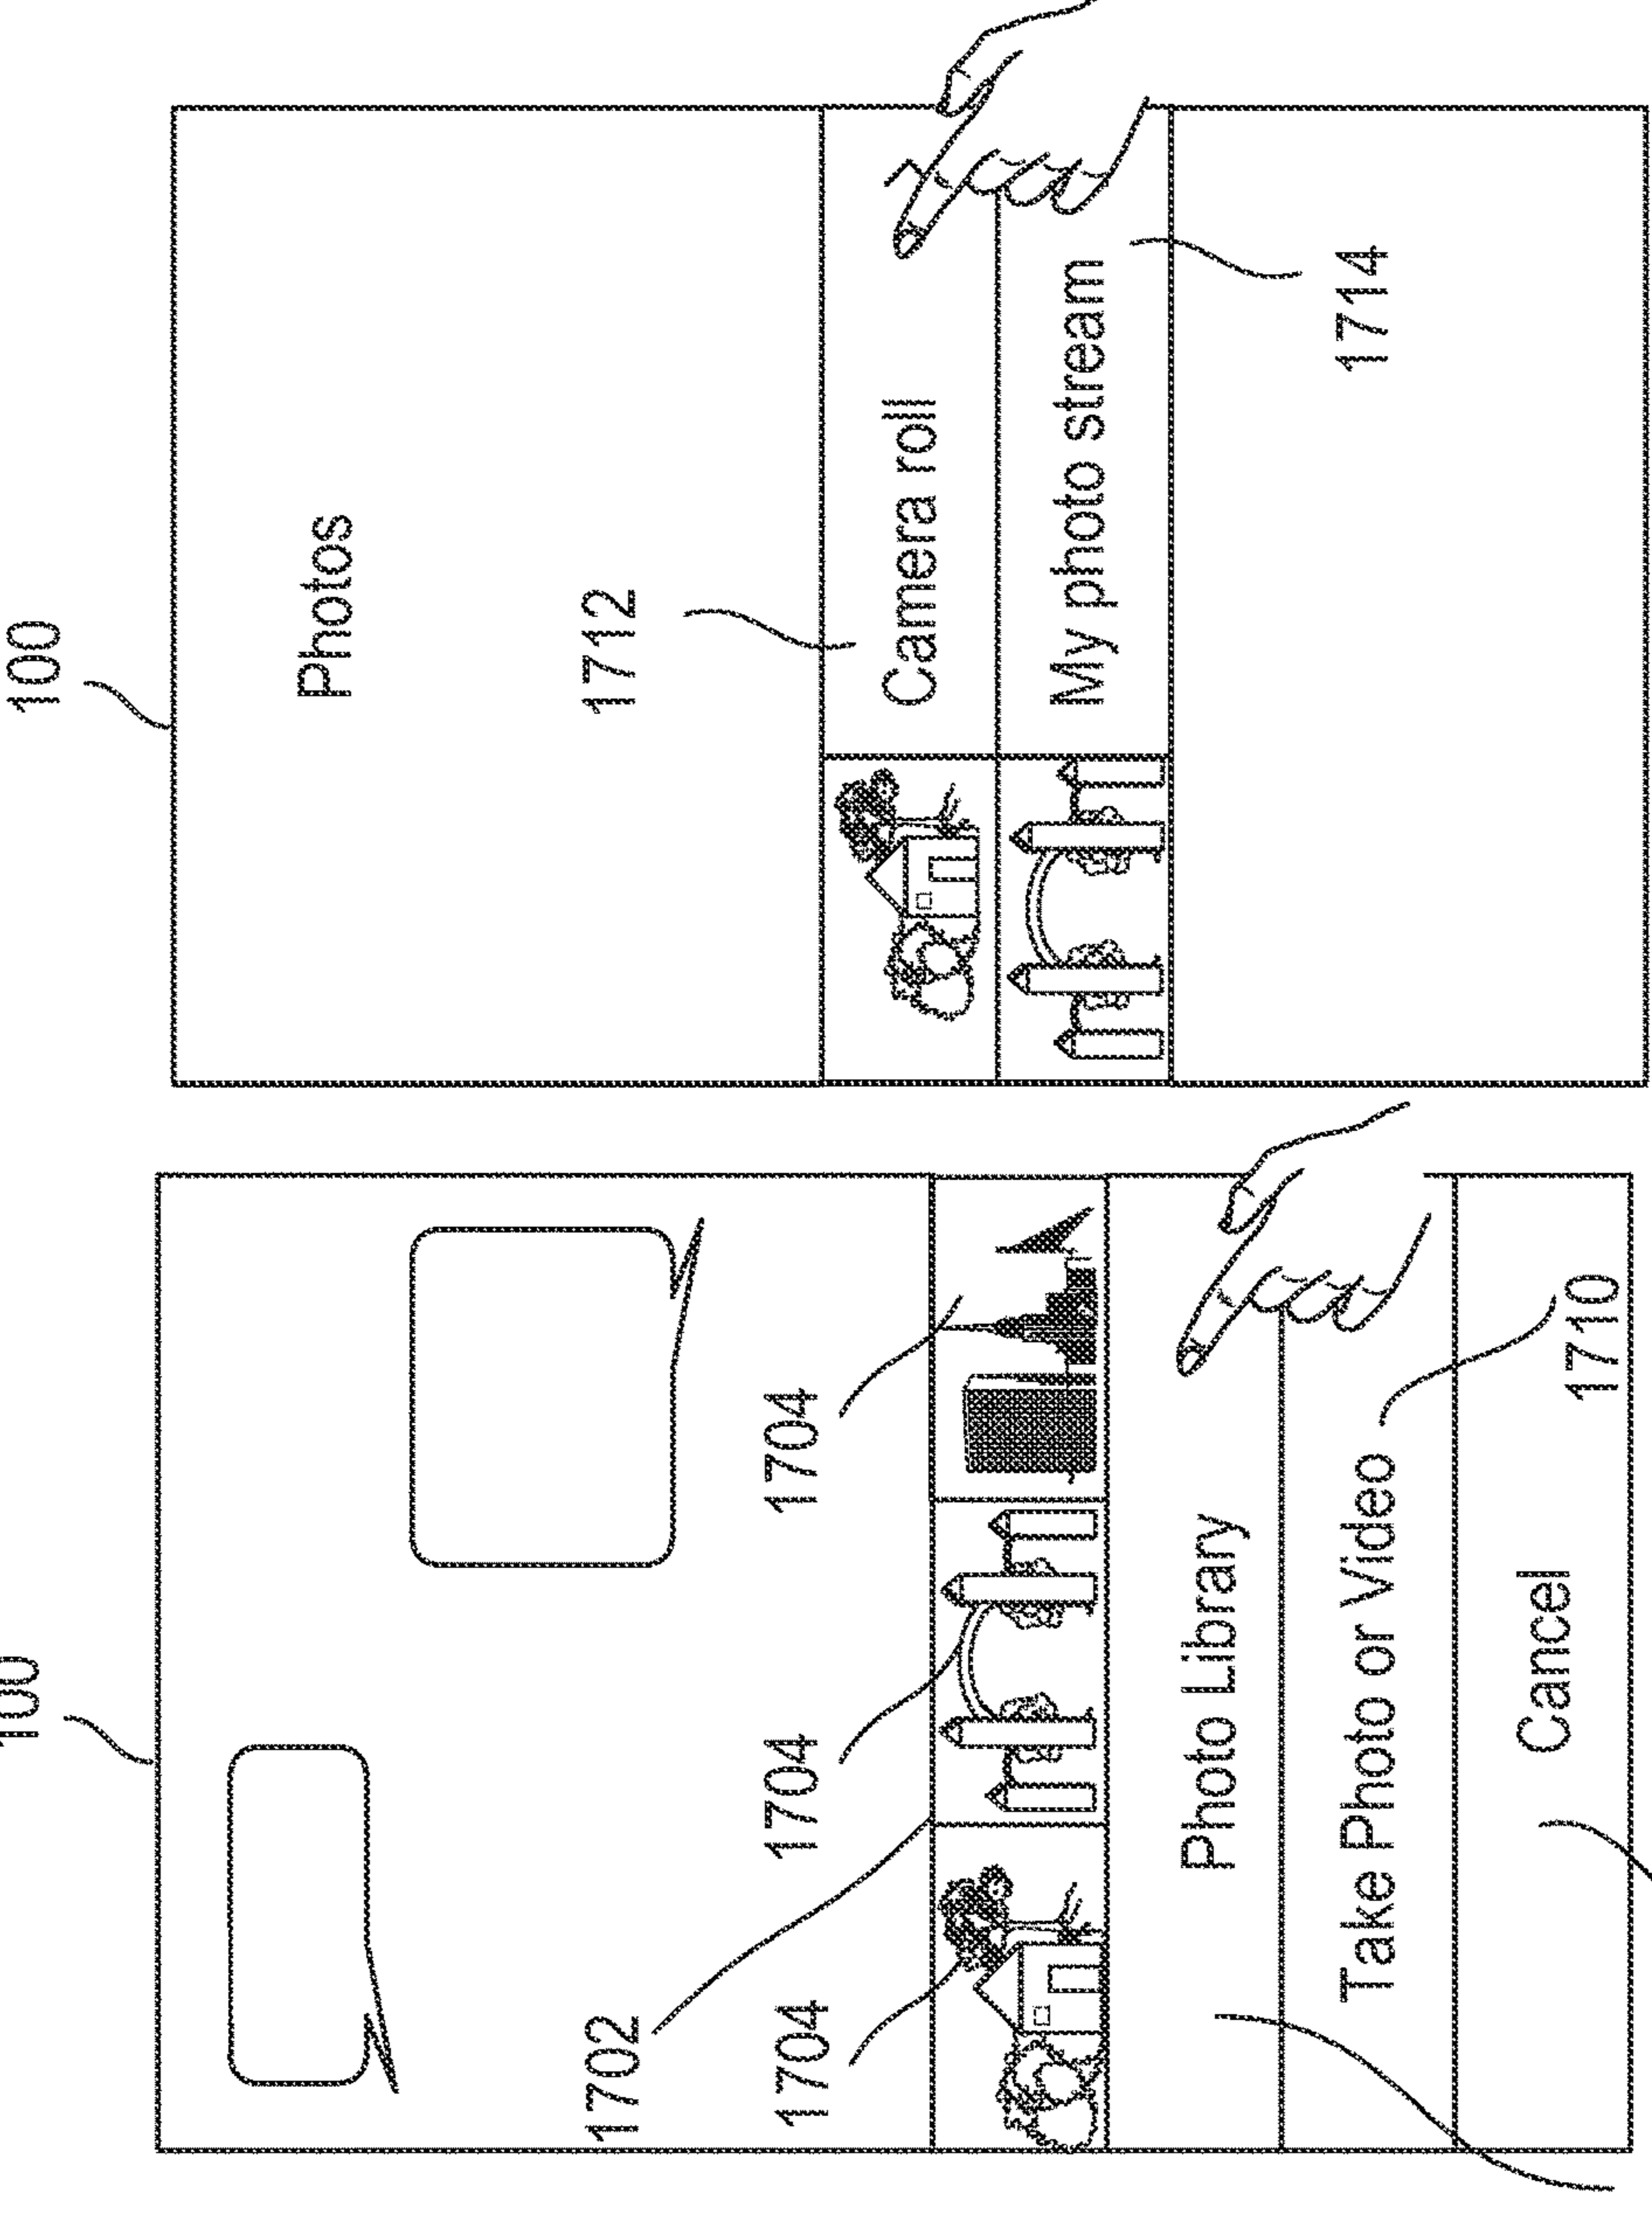 100
1702
1704
1704
1704
Photo Library
Take Photo or Video
Cancel
1710
100
Photos
1712
Camera roll
My photo stream
1714